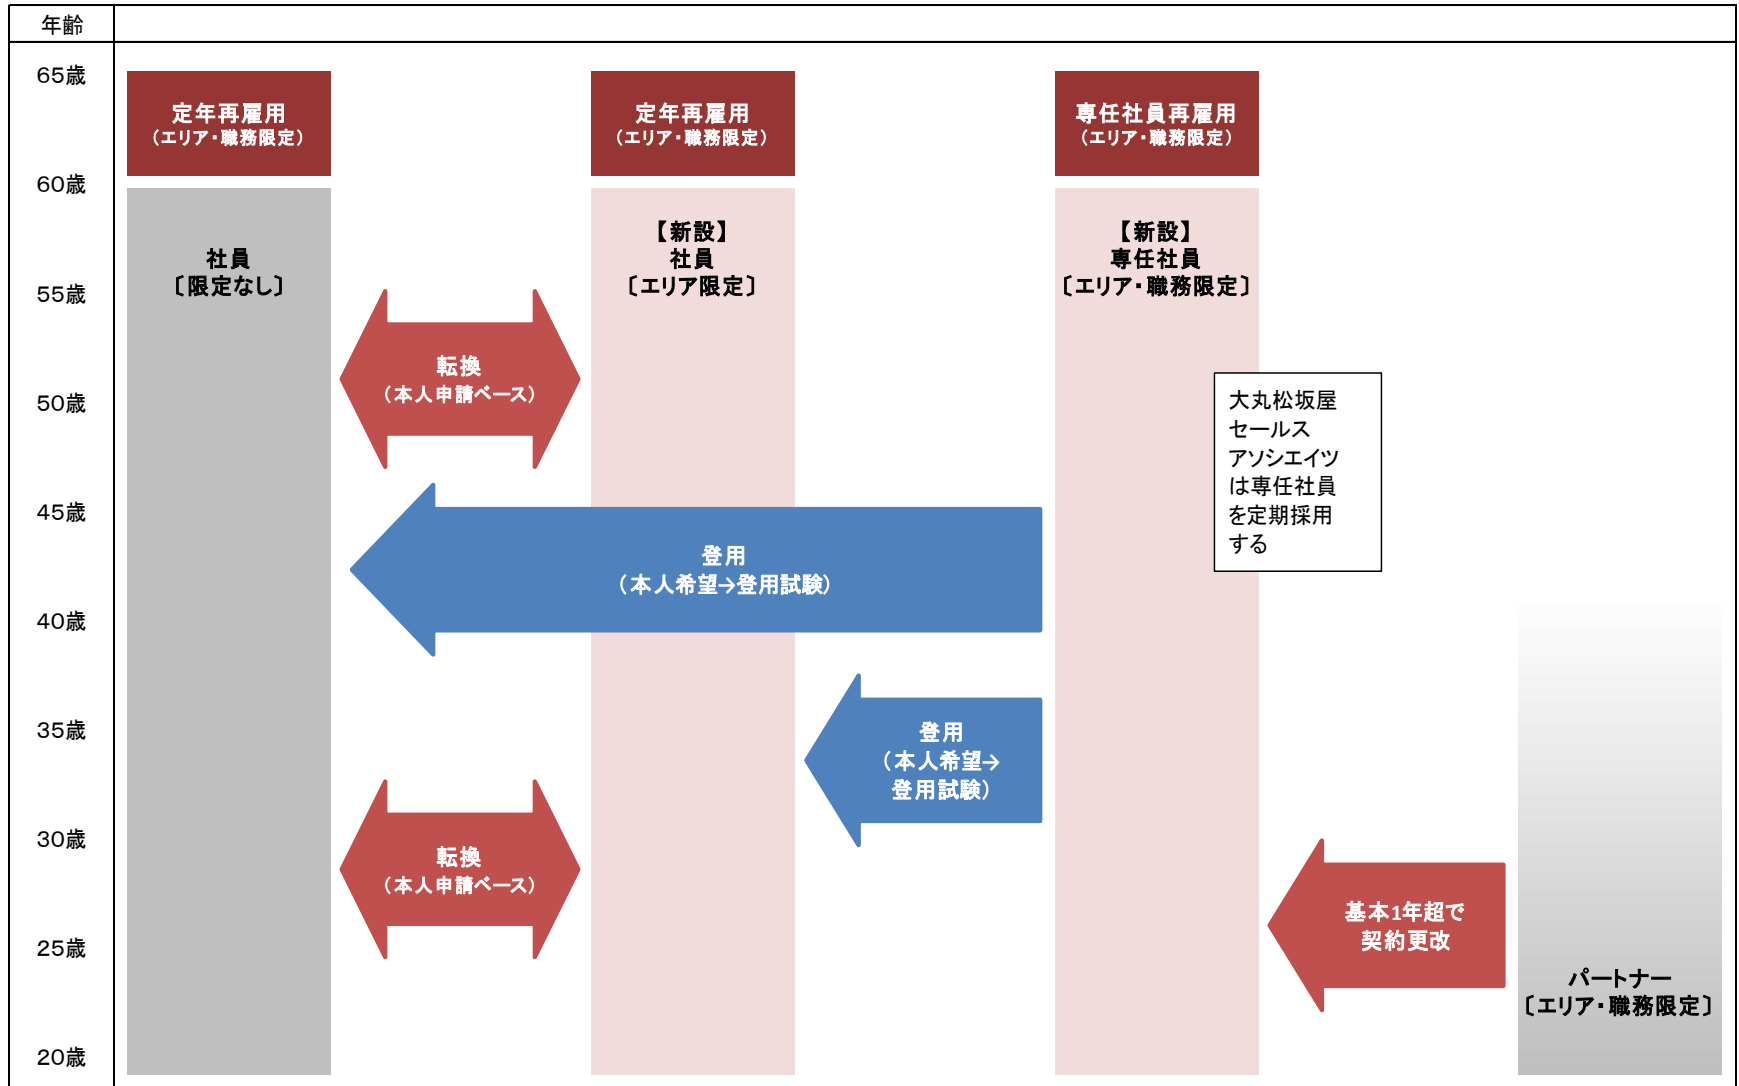 年齢
65歳
60歳
55歳
50歳
45歳
40歳
35歳
30歳
25歳
20歳
定年再雇用
（エリア・職務限定）
社員
〔限定なし〕
定年再雇用
（エリア・職務限定）
【新設】
社員
〔エリア限定〕
専任社員再雇用
（エリア・職務限定）
【新設】
専任社員
〔エリア・職務限定〕
転換
（本人申請ベース）
大丸松坂屋
セールス
アソシエイツ
は専任社員
を定期採用
する
登用
（本人希望→登用試験）
登用
（本人希望→
登用試験）
転換
（本人申請ベース）
基本1年超で
契約更改
パートナー
〔エリア・職務限定〕